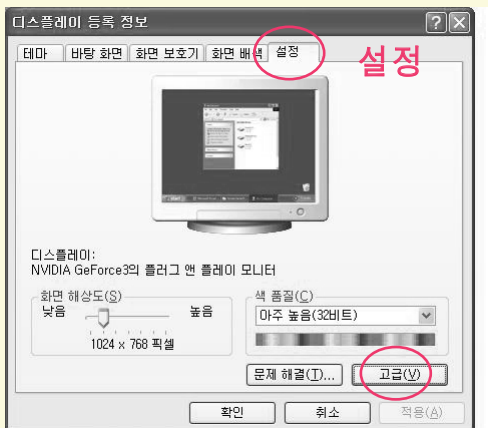 디스플레이 등록 정보
테마 바탕 화면 화면 보호기 화면 배색 설정
설정
디스플레이:
NVIDIA GeForce3의 플러그 앤 플레이 모니터
화면 해상도(S) 색 품질(C)
낮음 높음 아주 높음(32비트)
1024 x 768 픽셀
문제 해결(T)... 고급(V)
확인 취소 적용(A)